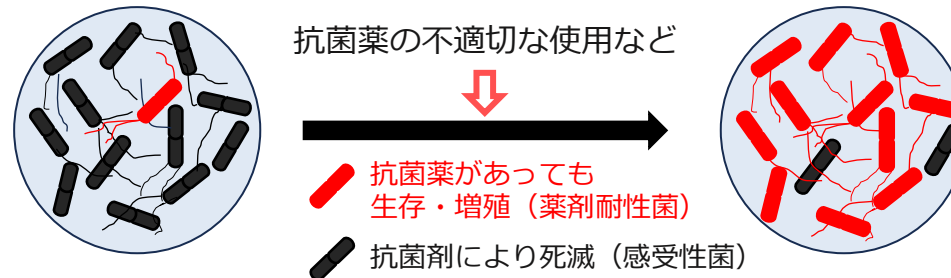 抗菌薬の不適切な使用など
抗菌薬があっても
生存・増殖（薬剤耐性菌）
抗菌剤により死滅（感受性菌）